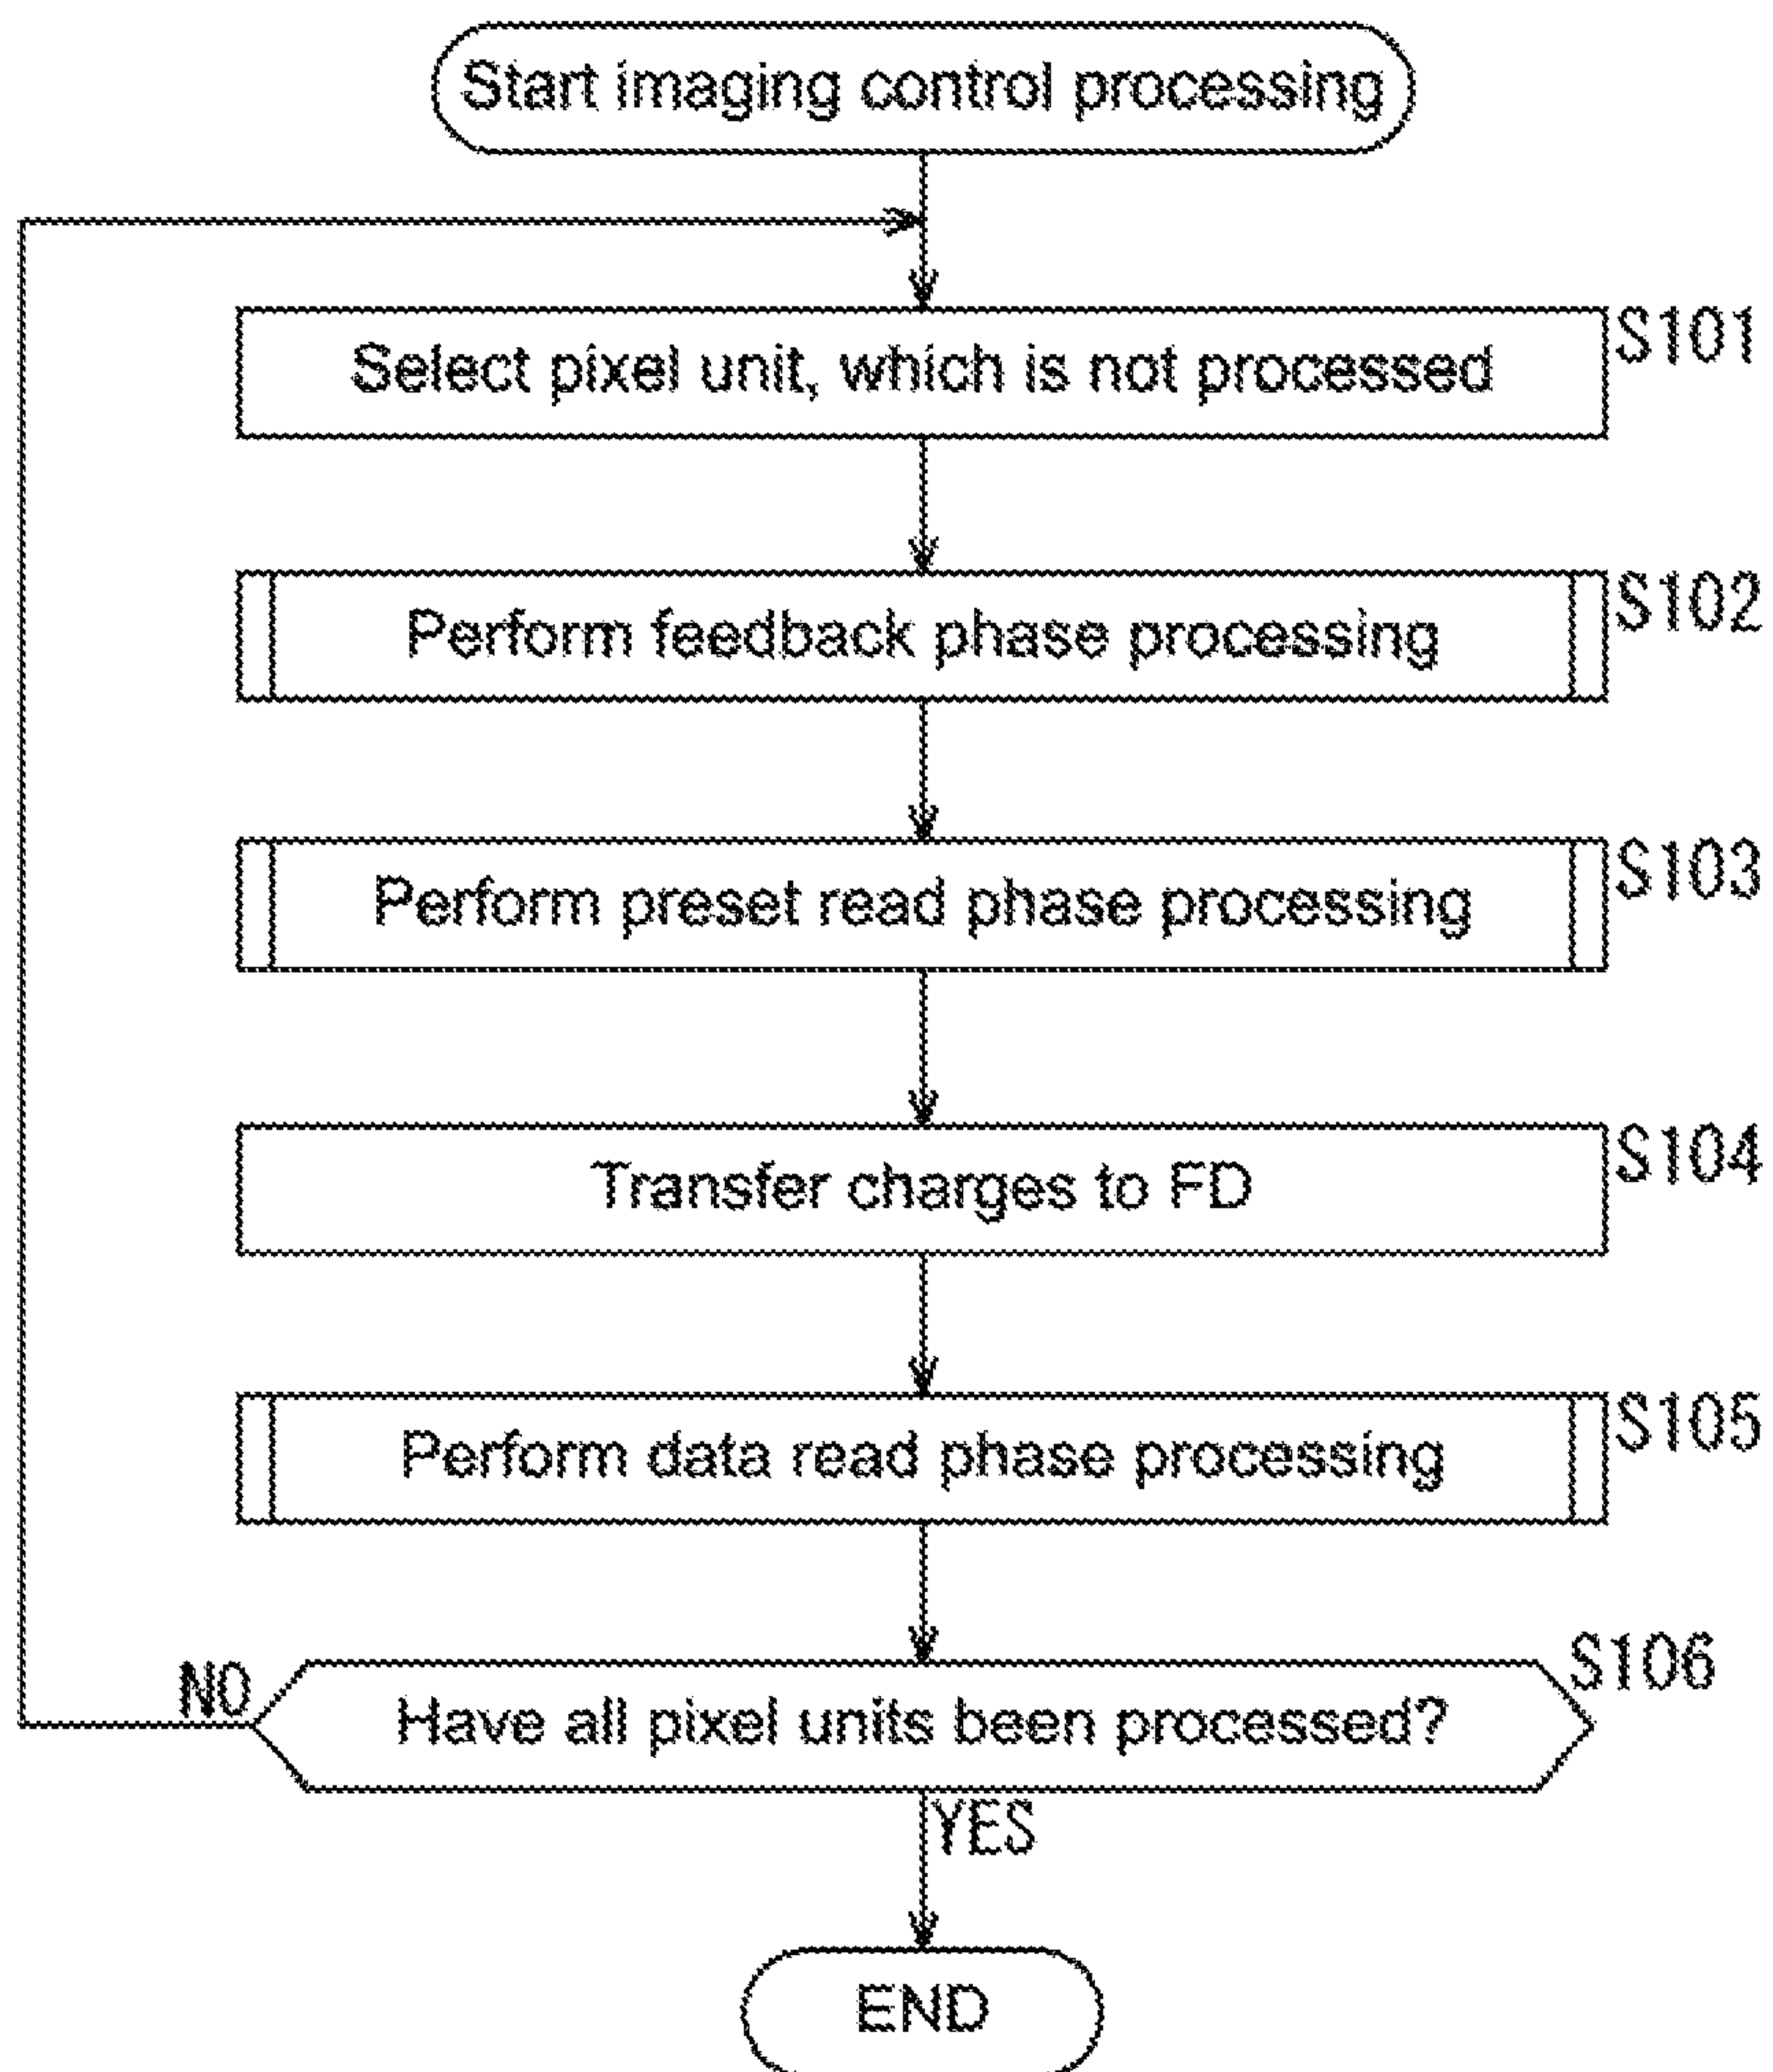 Start imaging control processing
Select pixel unit, which is not processed
S101
Perform feedback phase processing
S102
Perform preset read phase processing
S103
Transfer charges to FD
S104
Perform data read phase processing
S105
Have all pixel units been processed?
S106
NO
YES
END